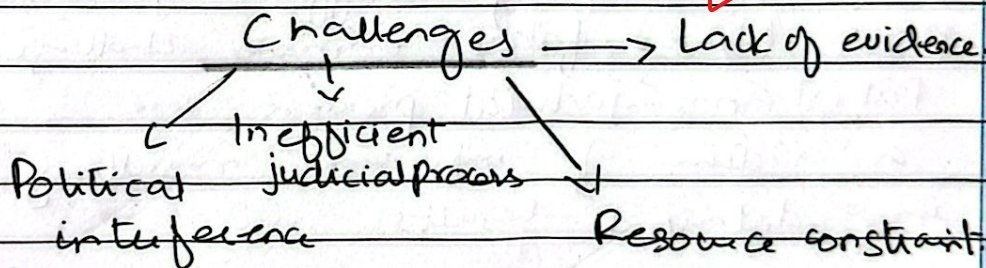 Challenges → Lack of evidence
Inefficient
Political judicial process
interference Resource constraint